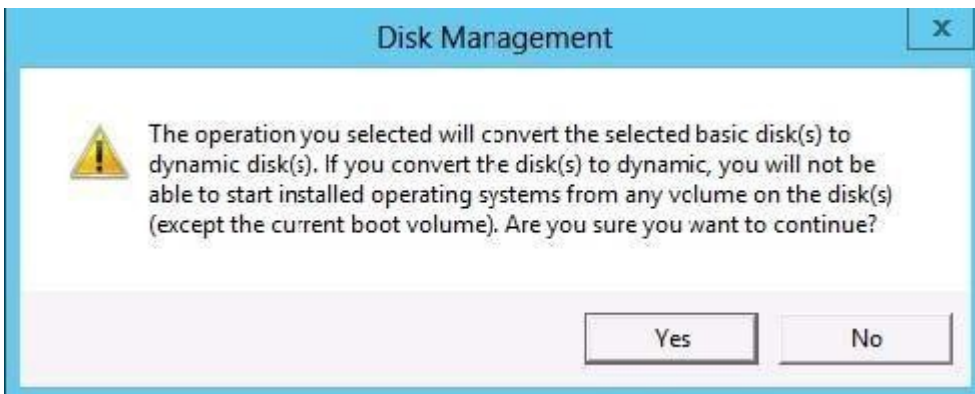 Disk Management
x
The operation you selected will convert the selected basic disk(s) to
dynamic disk(s). If you convert the disk(s) to dynamic, you will not be
able to start installed operating systems from any volume on the disk(s)
(except the current boot volume). Are you sure you want to continue?
Yes
No